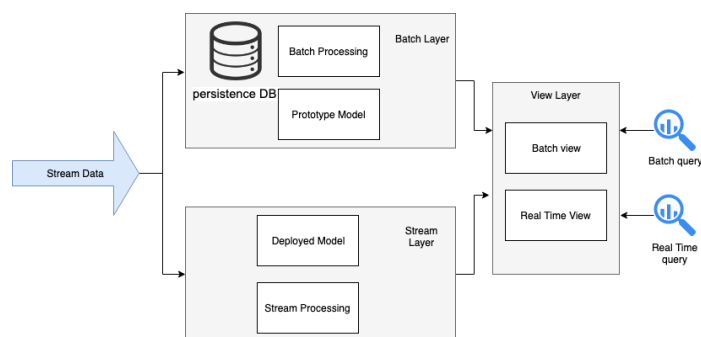 Batch Processing
Batch Layer
persistence DB
Prototype Model
View Layer
Batch view
Batch query
Stream Data
Real Time View
Deployed Model
Stream
Layer
Real Time
query
Stream Processing